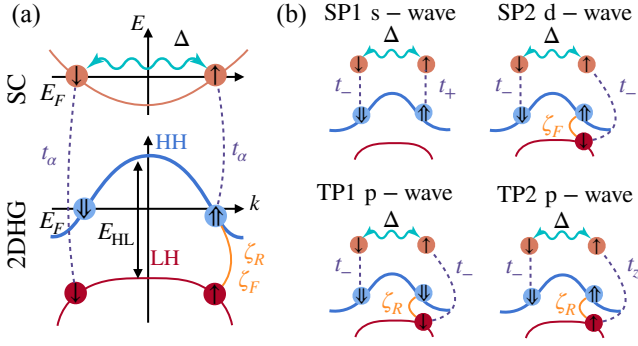 (a)
E
Δ
SC
↓
↑
E_F
t_α
t_α
HH
2DHG
⇓
⇑
E_F
k
E_HL
LH
ζ_R
ζ_F
↓
↑
(b)
SP1 s − wave
Δ
↓
↑
t_−
t_+
⇓
⇑
SP2 d − wave
Δ
↓
↑
t_−
t_−
⇓
⇑
ζ_F
↓
TP1 p − wave
Δ
↓
↑
t_−
t_−
⇓
⇓
ζ_R
↓
TP2 p − wave
Δ
↓
↑
t_−
t_z
⇓
⇑
ζ_R
↑